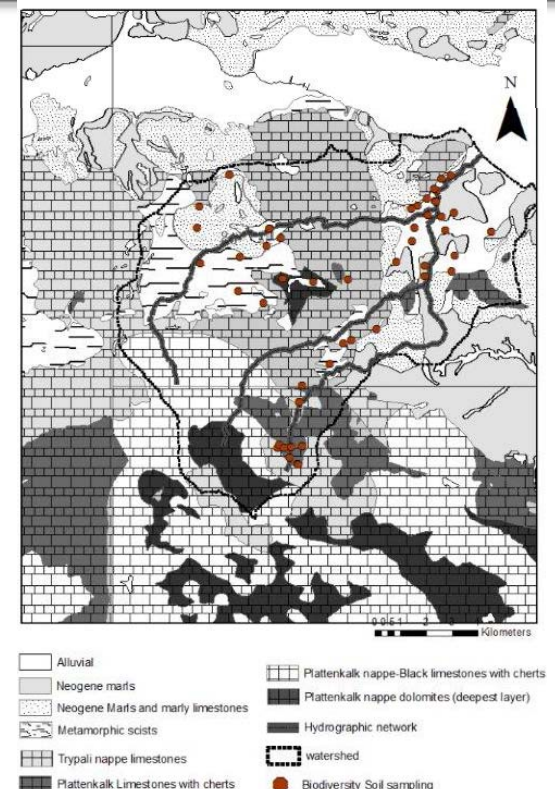 N
Kilometers
Alluvial
Neogene marls
Neogene Marls and marly limestones
Metamorphic scists
Trypali nappe limestones
Plattenkalk Limestones with cherts
Plattenkalk nappe-Black limestones with cherts
Plattenkalk nappe dolomites (deepest layer)
Hydrographic network
watershed
Biodiversity Soil sampling